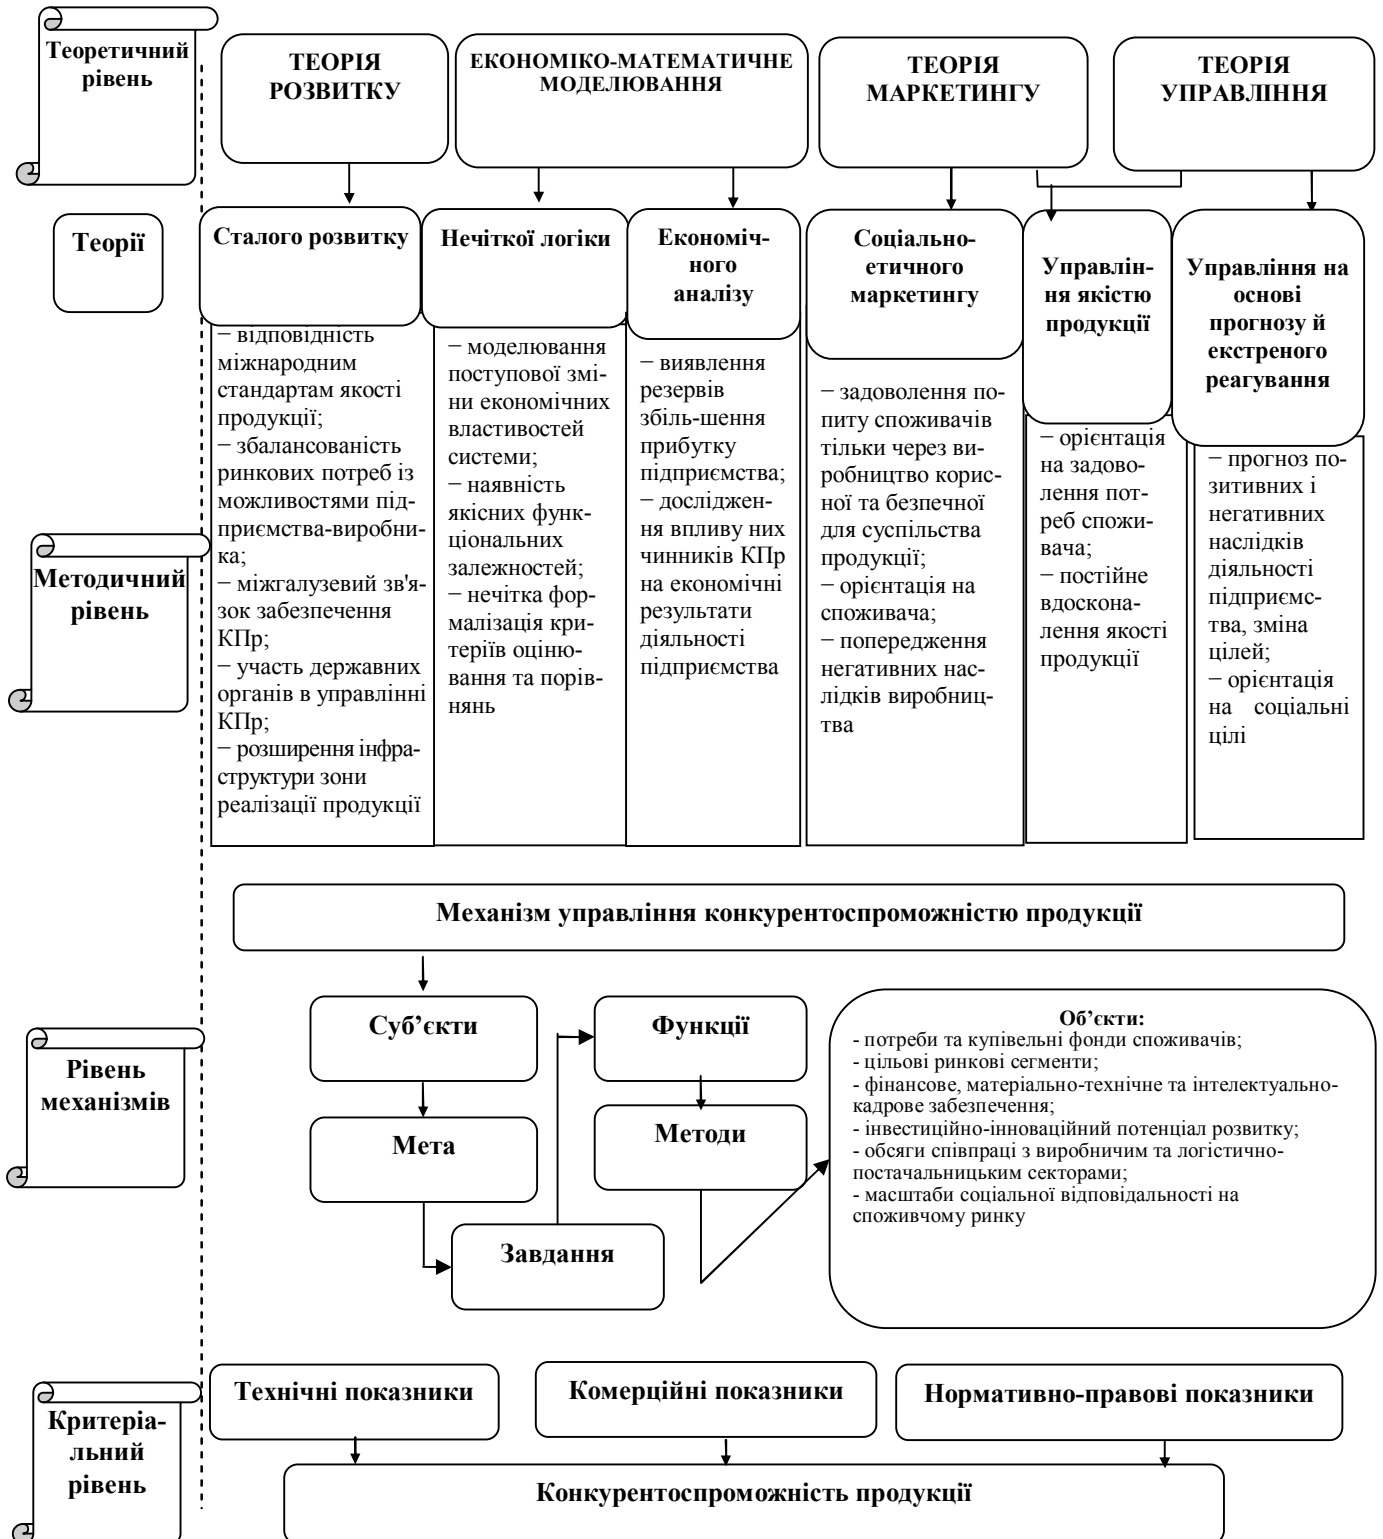 Теоретичний
рівень
ТЕОРІЯ
РОЗВИТКУ
ЕКОНОМІКО-МАТЕМАТИЧНЕ
МОДЕЛЮВАННЯ
ТЕОРІЯ
МАРКЕТИНГУ
ТЕОРІЯ
УПРАВЛІННЯ
Теорії
Сталого розвитку
Нечіткої логіки
Економіч-
ного
аналізу
Соціально-
етичного
маркетингу
Управлін-
ня якістю
продукції
Управління на
основі
прогнозу й
екстреного
реагування
Методичний
рівень
− відповідність
міжнародним
стандартам якості
продукції;
− збалансованість
ринкових потреб із
можливостями під-
приємства-виробни-
ка;
− міжгалузевий зв'я-
зок забезпечення
КПр;
− участь державних
органів в управлінні
КПр;
− розширення інфра-
структури зони
реалізації продукції
− моделювання
поступової змі-
ни економічних
властивостей
системи;
− наявність
якісних функ-
ціональних
залежностей;
− нечітка фор-
малізація кри-
теріїв оціню-
вання та порів-
нянь
− виявлення
резервів
збіль-шення
прибутку
підприємства;
− дослідржен-
ня впливу них
чинників КПр
на економічні
результати
діяльності
підприємства
− задоволення по-
питу споживачів
тільки через ви-
робництво корис-
ної та безпечної
для суспільства
продукції;
− орієнтація на
споживача;
− попередження
негативних нас-
лідків виробниц-
тва
− орієнтація
на задово-
лення пот-
реб спожи-
вача;
− постійне
вдоскона-
лення якості
продукції
− прогноз по-
зитивних і
негативних
наслідків
діяльності
підприємс-
тва, зміна
цілей;
− орієнтація
на соціальні
цілі
Механізм управління конкурентоспроможністю продукції
Рівень
механізмів
Суб’єкти
Мета
Завдання
Функції
Методи
Об’єкти:
- потреби та купівельні фонди споживачів;
- цільові ринкові сегменти;
- фінансове, матеріально-технічне та інтелектуально-
кадрове забезпечення;
- інвестиційно-інноваційний потенціал розвитку;
- обсяги співпраці з виробничим та логістично-
постачальницьким секторами;
- масштаби соціальної відповідальності на
споживчому ринку
Критеріа-
льний
рівень
Технічні показники
Комерційні показники
Нормативно-правові показники
Конкурентоспроможність продукції